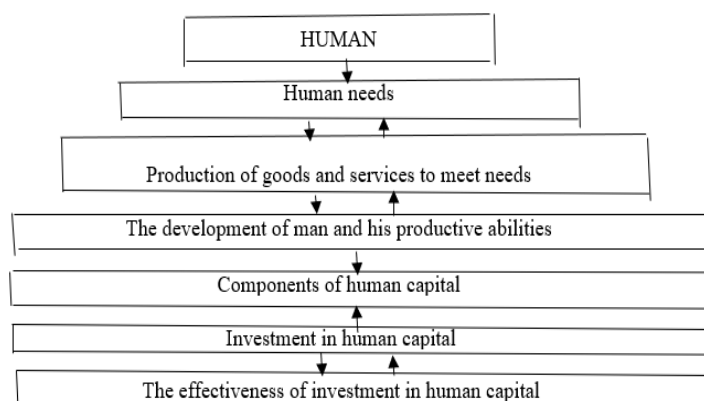 HUMAN
Human needs
Production of goods and services to meet needs
The development of man and his productive abilities
Components of human capital
Investment in human capital
The effectiveness of investment in human capital